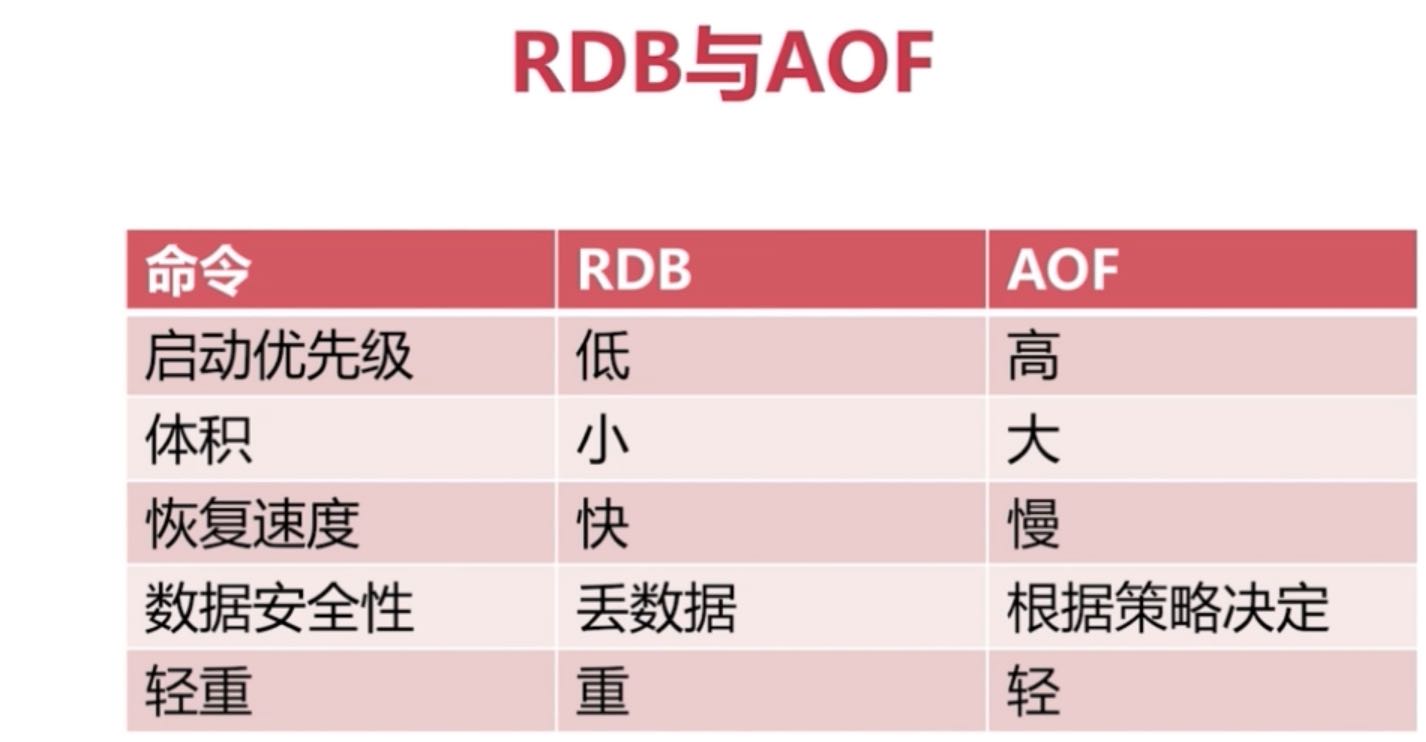 RDB与AOF
命令 RDB AOF
启动优先级 低 高
体积 小 大
恢复速度 快 慢
数据安全性 丢数据 根据策略决定
轻重 重 轻